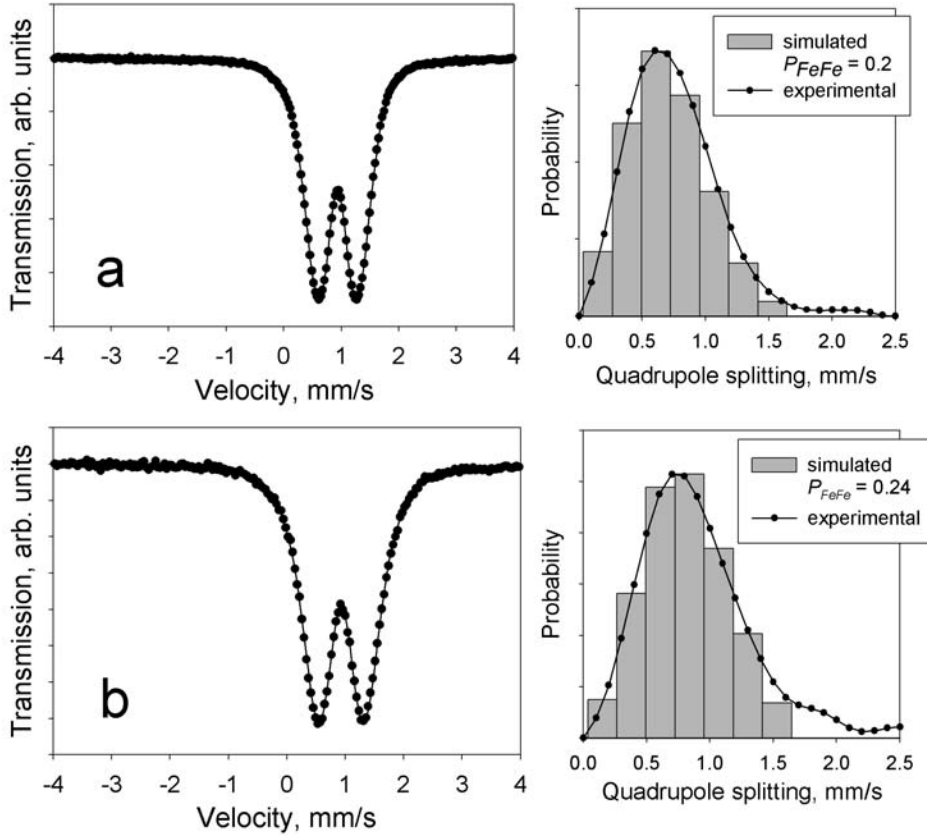 Transmission, arb. units
a
-4 -3 -2 -1 0 1 2 3 4
Velocity, mm/s
Probability
simulated
PFeFe = 0.2
experimental
0.0 0.5 1.0 1.5 2.0 2.5
Quadrupole splitting, mm/s
Transmission, arb. units
b
-4 -3 -2 -1 0 1 2 3 4
Velocity, mm/s
Probability
simulated
PFeFe = 0.24
experimental
0.0 0.5 1.0 1.5 2.0 2.5
Quadrupole splitting, mm/s